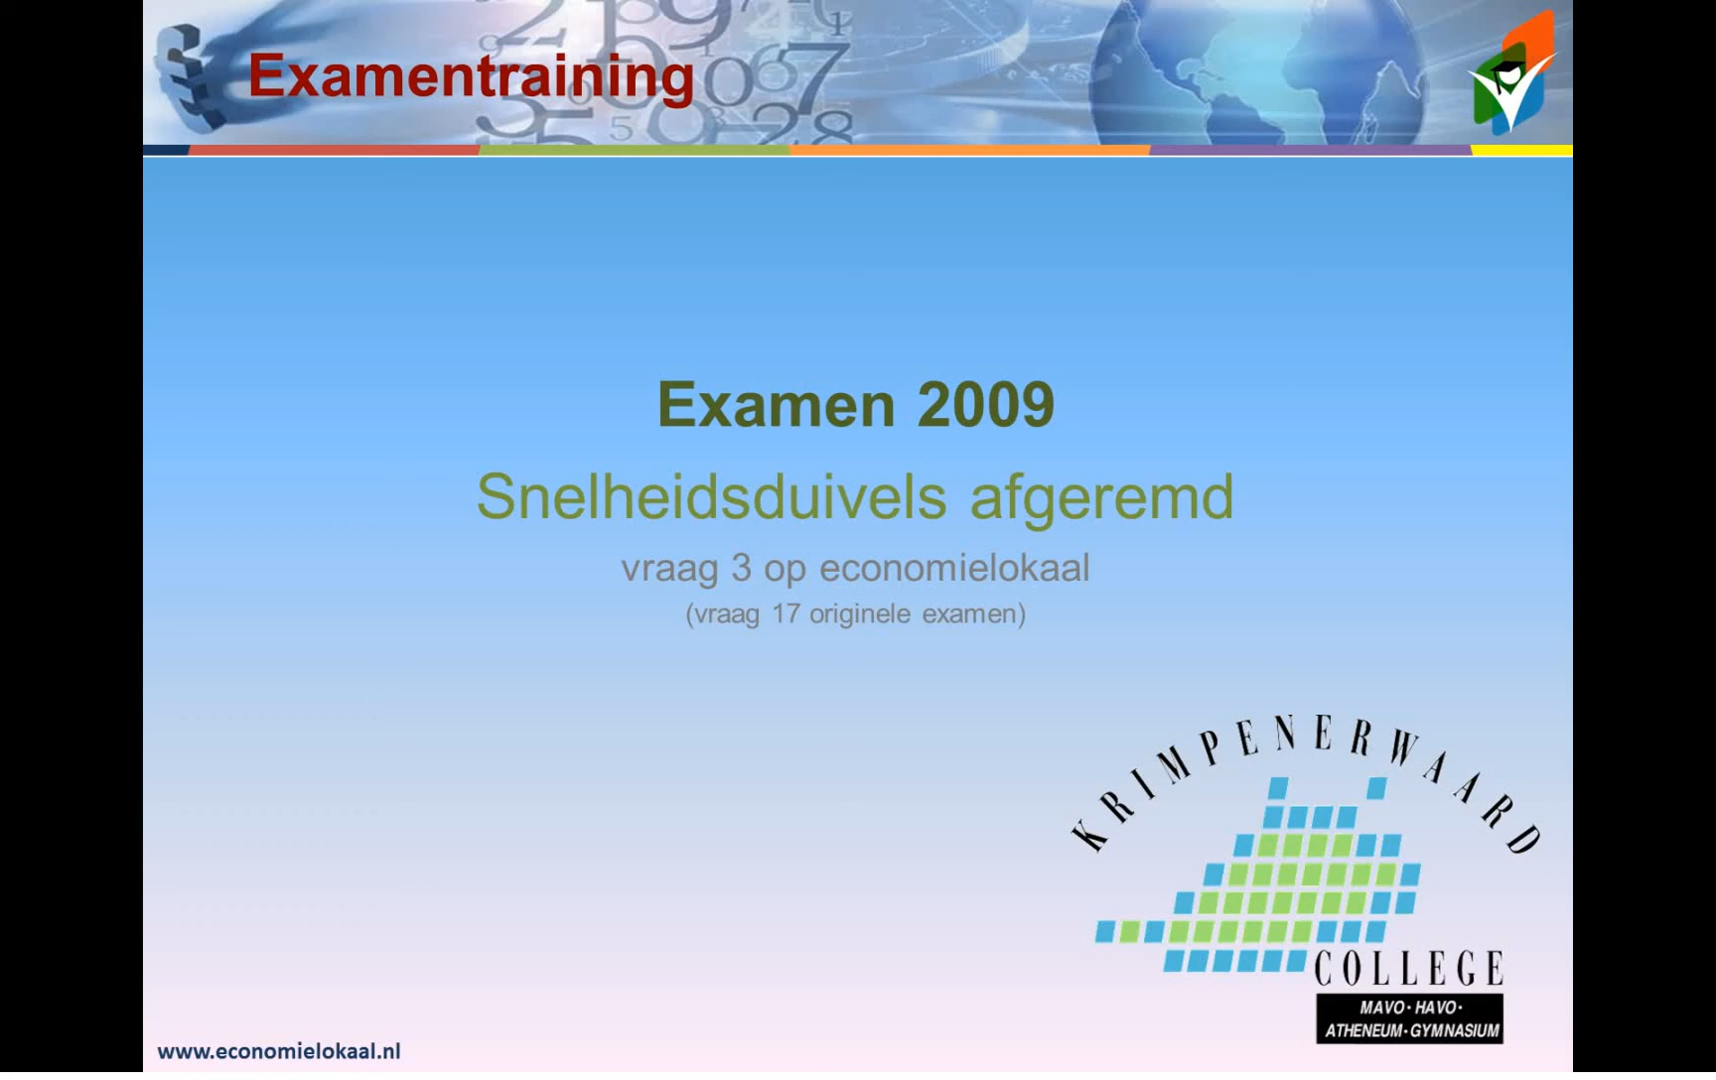 Examentraining
Examen 2009
Snelheidsduivels afgeremd
vraag 3 op economielokaal
(vraag 17 originele examen)
KRIMPENERWAARD
COLLEGE
MAVO · HAVO ·
ATHENEUM · GYMNASIUM
www.economielokaal.nl